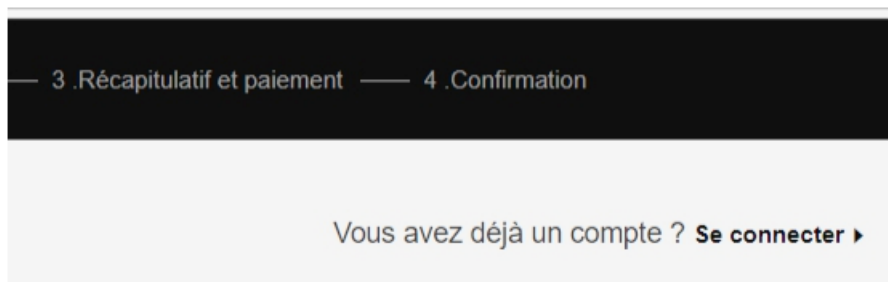 3 .Récapitulatif et paiement 4 .Confirmation
Vous avez déjà un compte ? Se connecter